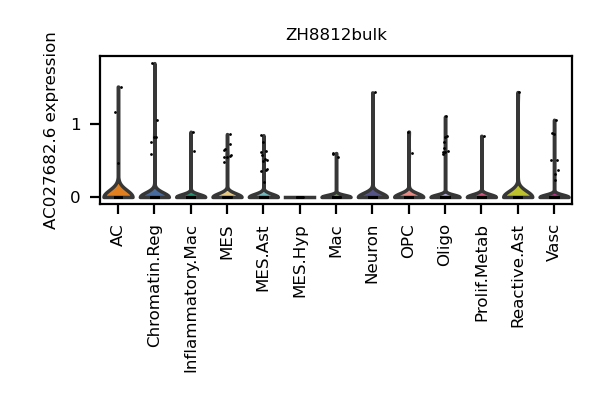 ZH8812bulk
AC027682.6 expression
1
0
AC
Chromatin.Reg
Inflammatory.Mac
MES
MES.Ast
MES.Hyp
Mac
Neuron
OPC
Oligo
Prolif.Metab
Reactive.Ast
Vasc